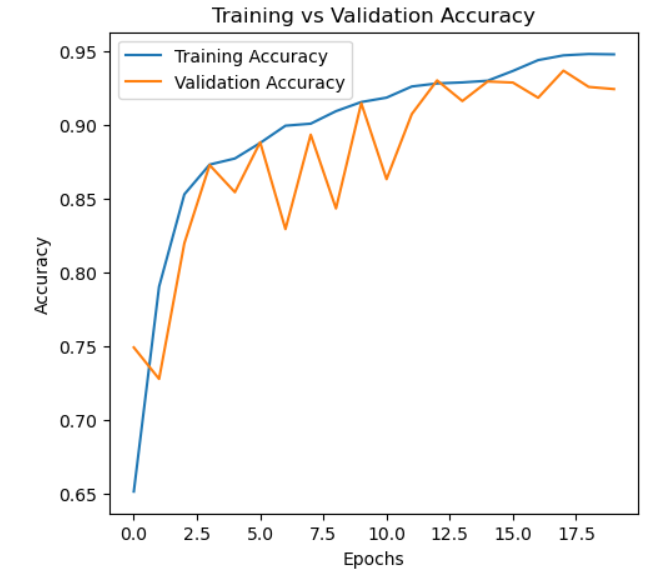 Training vs Validation Accuracy
Training Accuracy
Validation Accuracy
0.95
0.90
0.85
0.80
0.75
0.70
0.65
Accuracy
0.0 2.5 5.0 7.5 10.0 12.5 15.0 17.5
Epochs